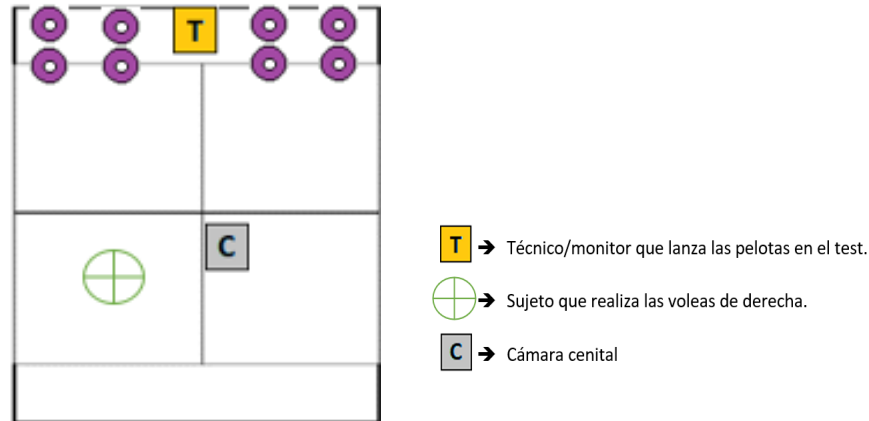 T
C
T ➔ Técnico/monitor que lanza las pelotas en el test.
➔ Sujeto que realiza las voleas de derecha.
C ➔ Cámara cenital